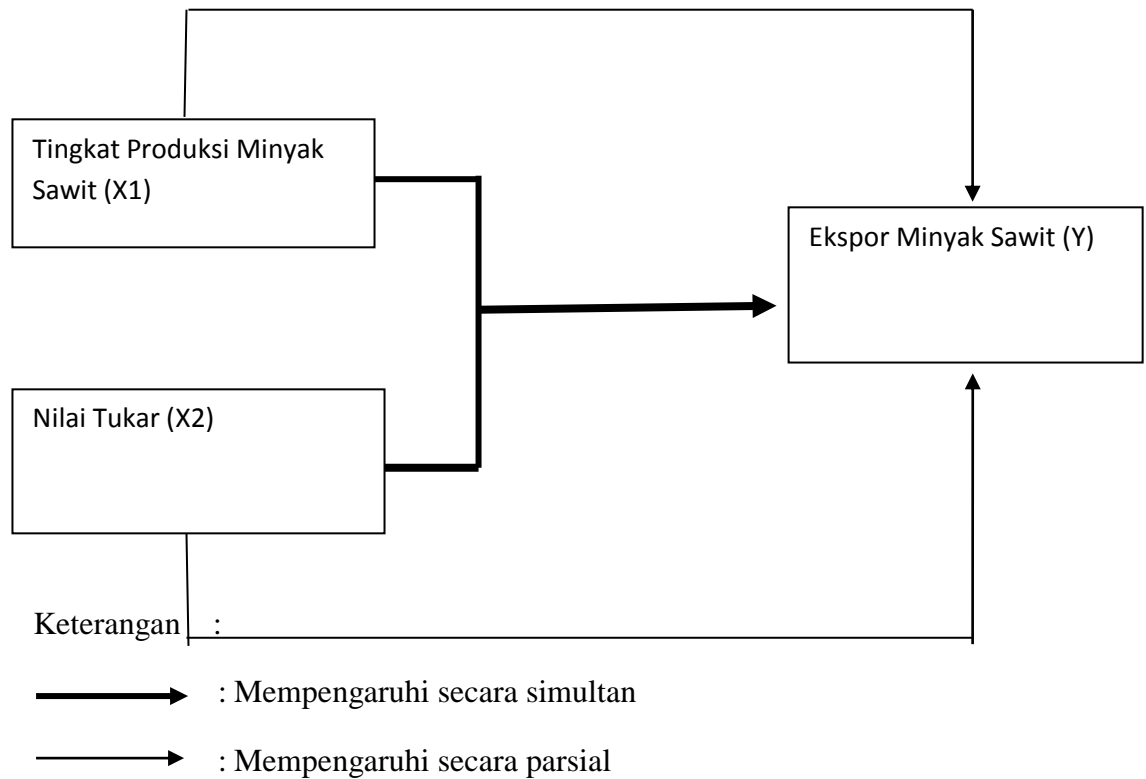 Tingkat Produksi Minyak
Sawit (X1)
Ekspor Minyak Sawit (Y)
Nilai Tukar (X2)
Keterangan :
: Mempengaruhi secara simultan
: Mempengaruhi secara parsial